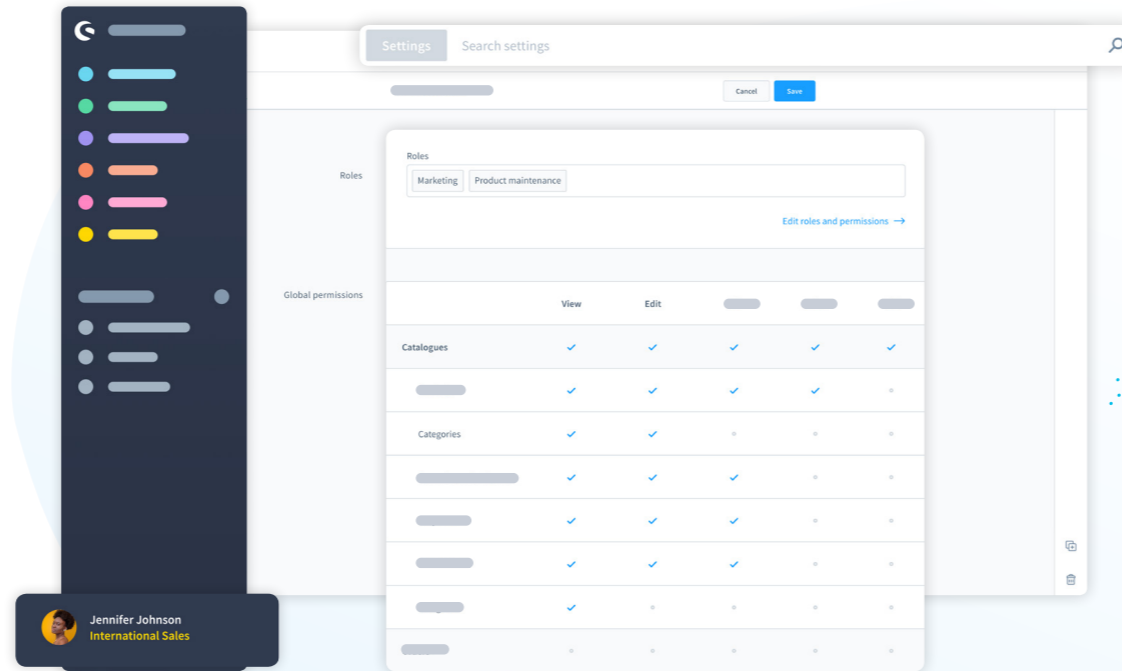 Settings Search settings
Cancel Save
Roles
Roles
Marketing Product maintenance
Edit roles and permissions
Global permissions
View Edit
Catalogues
Categories
Jennifer Johnson
International Sales